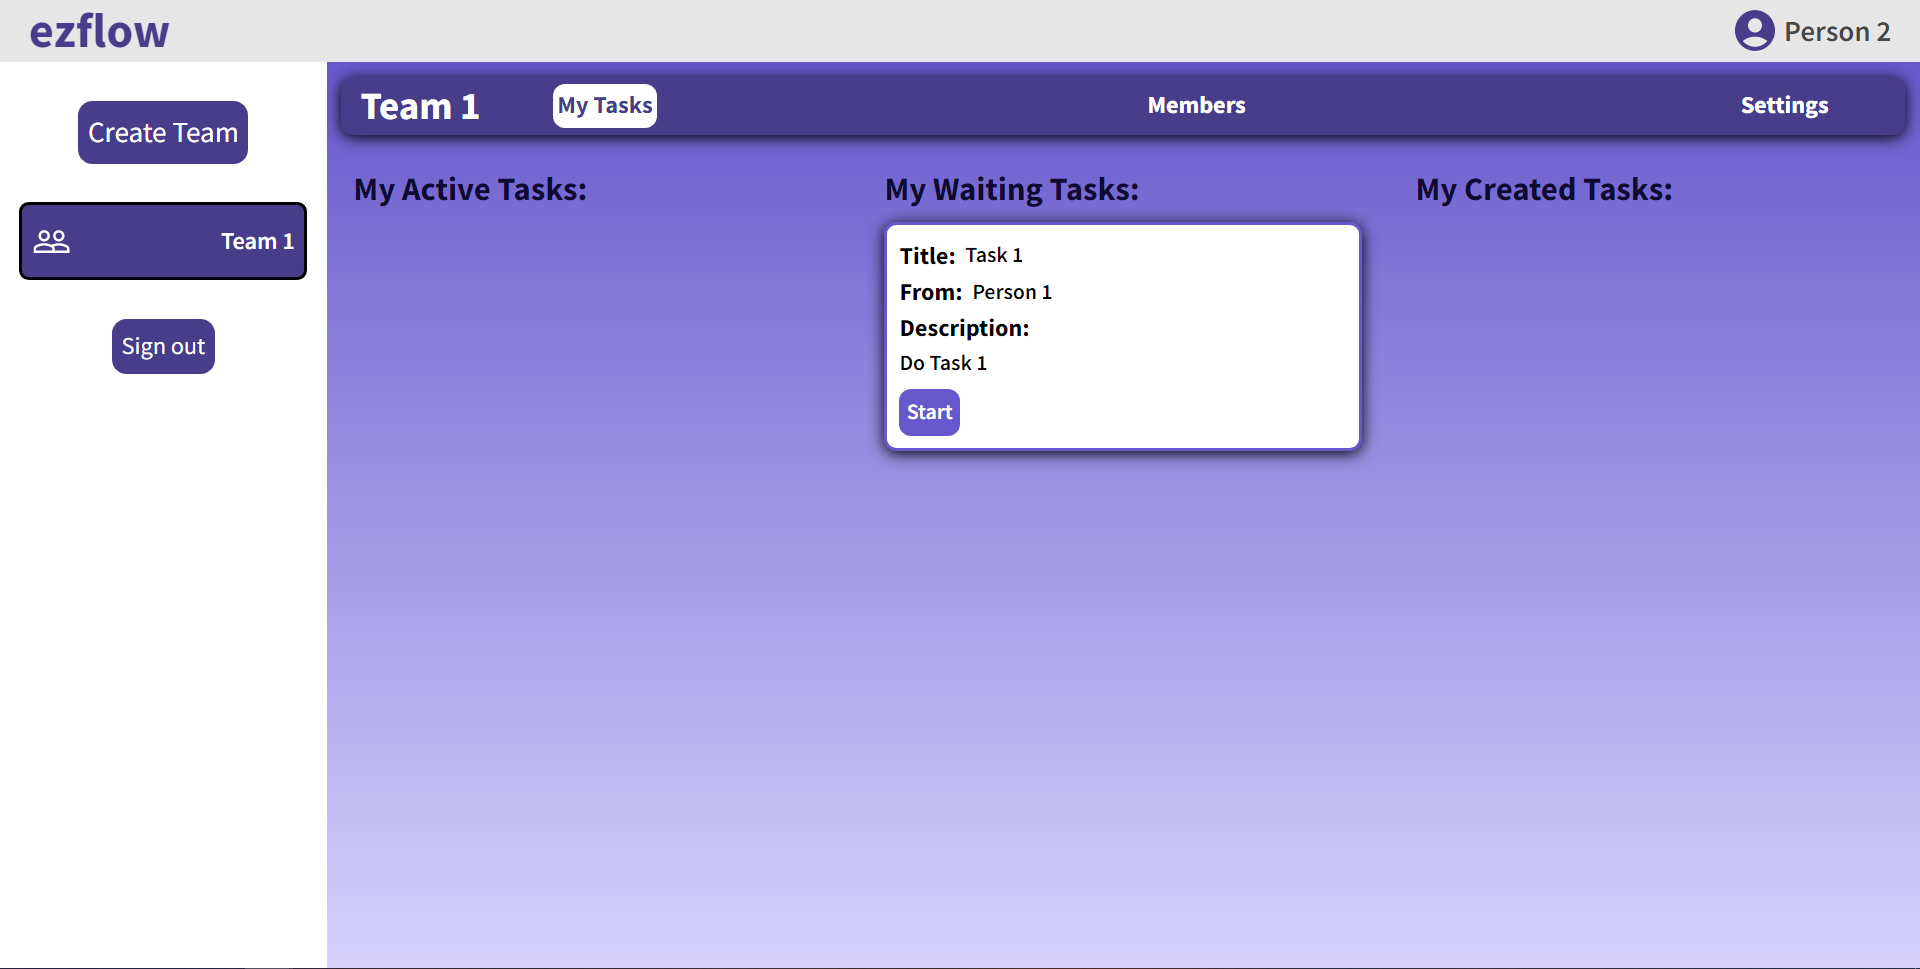 ezflow
Person 2
Create Team
Team 1
Sign out
Team 1
My Tasks
Members
Settings
My Active Tasks:
My Waiting Tasks:
Title: Task 1
From: Person 1
Description:
Do Task 1
Start
My Created Tasks: